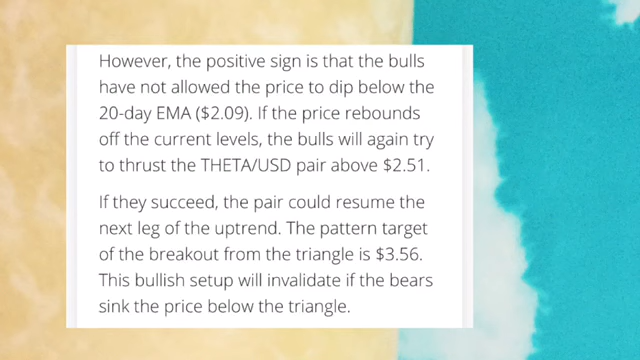 However, the positive sign is that the bulls
have not allowed the price to dip below the
20-day EMA ($2.09). If the price rebounds
off the current levels, the bulls will again try
to thrust the THETA/USD pair above $2.51.
If they succeed, the pair could resume the
next leg of the uptrend. The pattern target
of the breakout from the triangle is $3.56.
This bullish setup will invalidate if the bears
sink the price below the triangle.